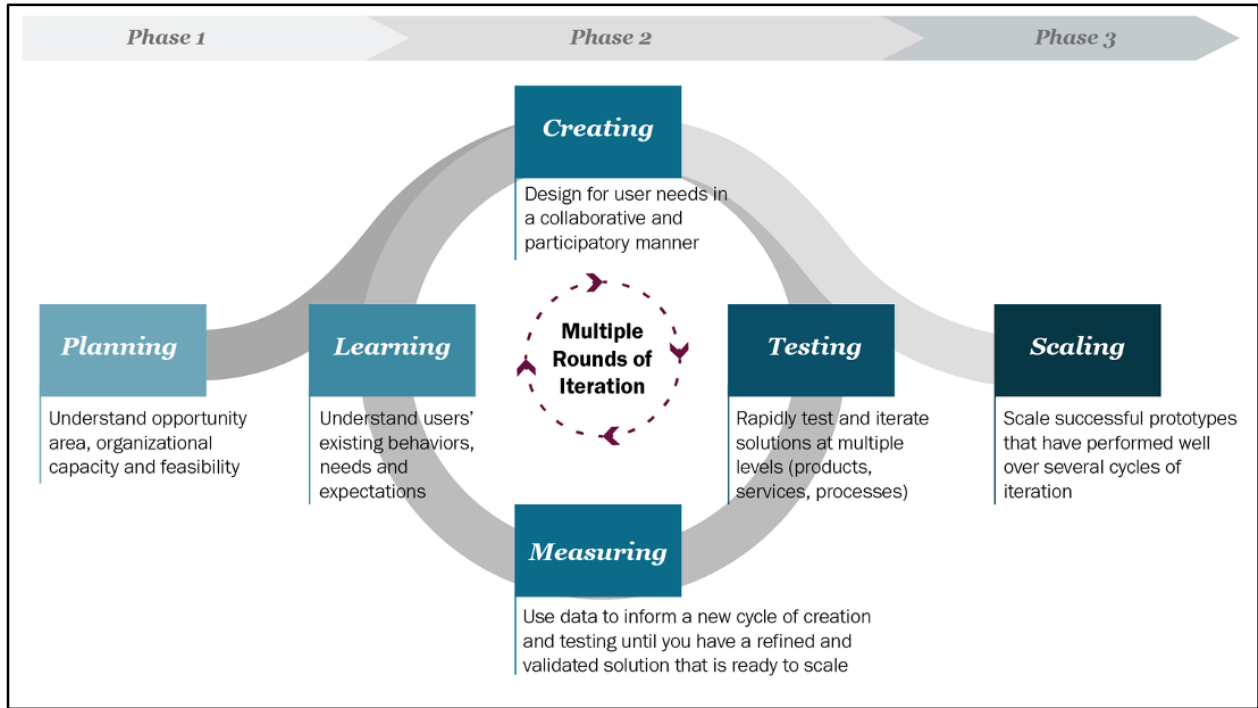 Phase 1
Phase 2
Phase 3
Creating
Design for user needs in
a collaborative and
participatory manner
Planning
Understand opportunity
area, organizational
capacity and feasibility
Learning
Understand users’
existing behaviors,
needs and
expectations
Multiple
Rounds of
Iteration
Testing
Rapidly test and iterate
solutions at multiple
levels (products,
services, processes)
Scaling
Scale successful prototypes
that have performed well
over several cycles of
iteration
Measuring
Use data to inform a new cycle of creation
and testing until you have a refined and
validated solution that is ready to scale